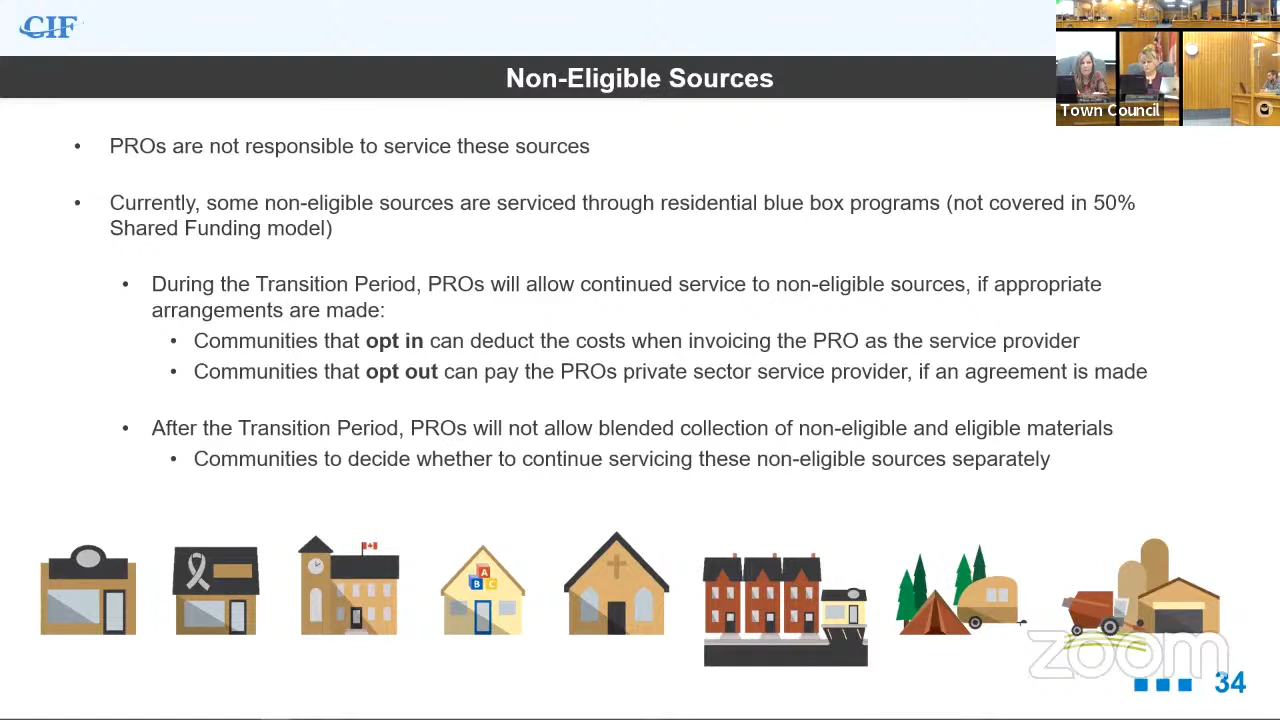 CIF
Non-Eligible Sources
Town Council
• PROs are not responsible to service these sources
• Currently, some non-eligible sources are serviced through residential blue box programs (not covered in 50%
Shared Funding model)
• During the Transition Period, PROs will allow continued service to non-eligible sources, if appropriate
arrangements are made:
• Communities that opt in can deduct the costs when invoicing the PRO as the service provider
• Communities that opt out can pay the PROs private sector service provider, if an agreement is made
• After the Transition Period, PROs will not allow blended collection of non-eligible and eligible materials
• Communities to decide whether to continue servicing these non-eligible sources separately
A
B C
zoom
34